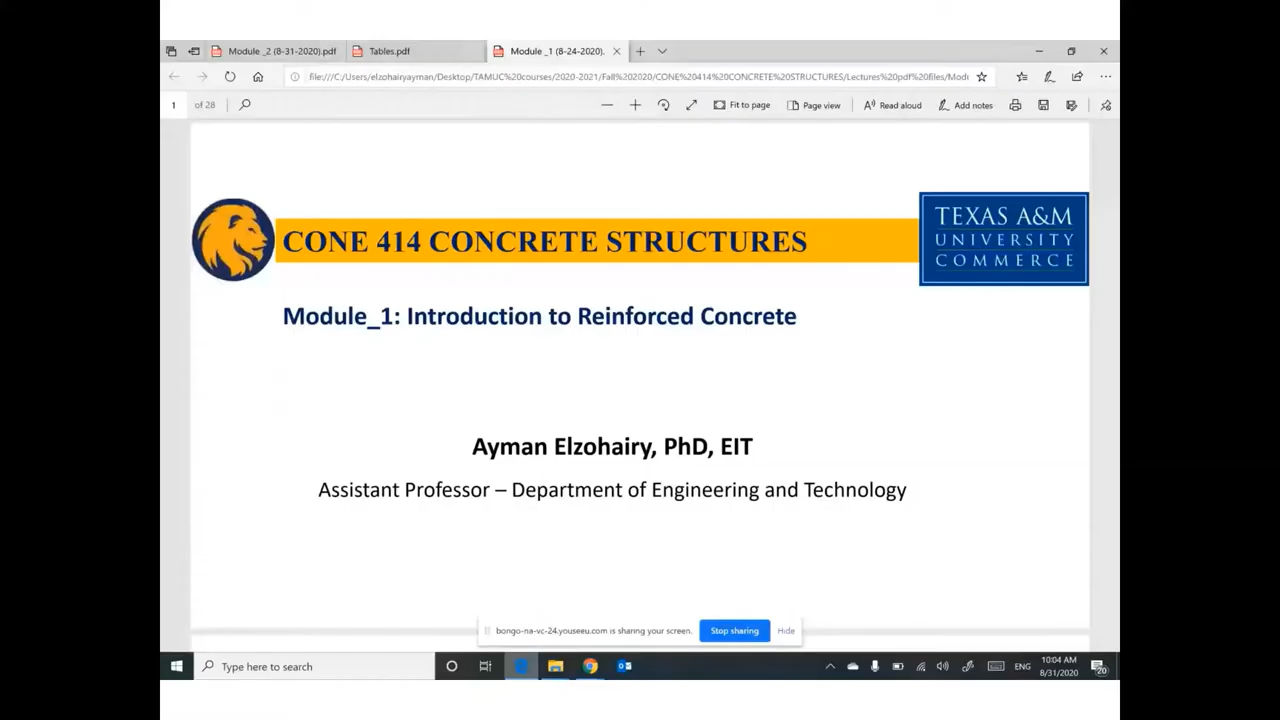 Module _2 (8-31-2020).pdf
Tables.pdf
Module _1 (8-24-2020).
file:///C:/Users/elzohairyayman/Desktop/TAMUC%20courses/2020-2021/Fall%202020/CONE%20414%20CONCRETE%20STRUCTURES/Lectures%20pdf%20files/Modu
1 of 28
Fit to page
Page view
Read aloud
Add notes
CONE 414 CONCRETE STRUCTURES
TEXAS A&M
UNIVERSITY
COMMERCE
Module_1: Introduction to Reinforced Concrete
Ayman Elzohairy, PhD, EIT
Assistant Professor – Department of Engineering and Technology
bongo-na-vc-24.youseeu.com is sharing your screen.
Stop sharing
Hide
Type here to search
ENG
10:04 AM
8/31/2020
20